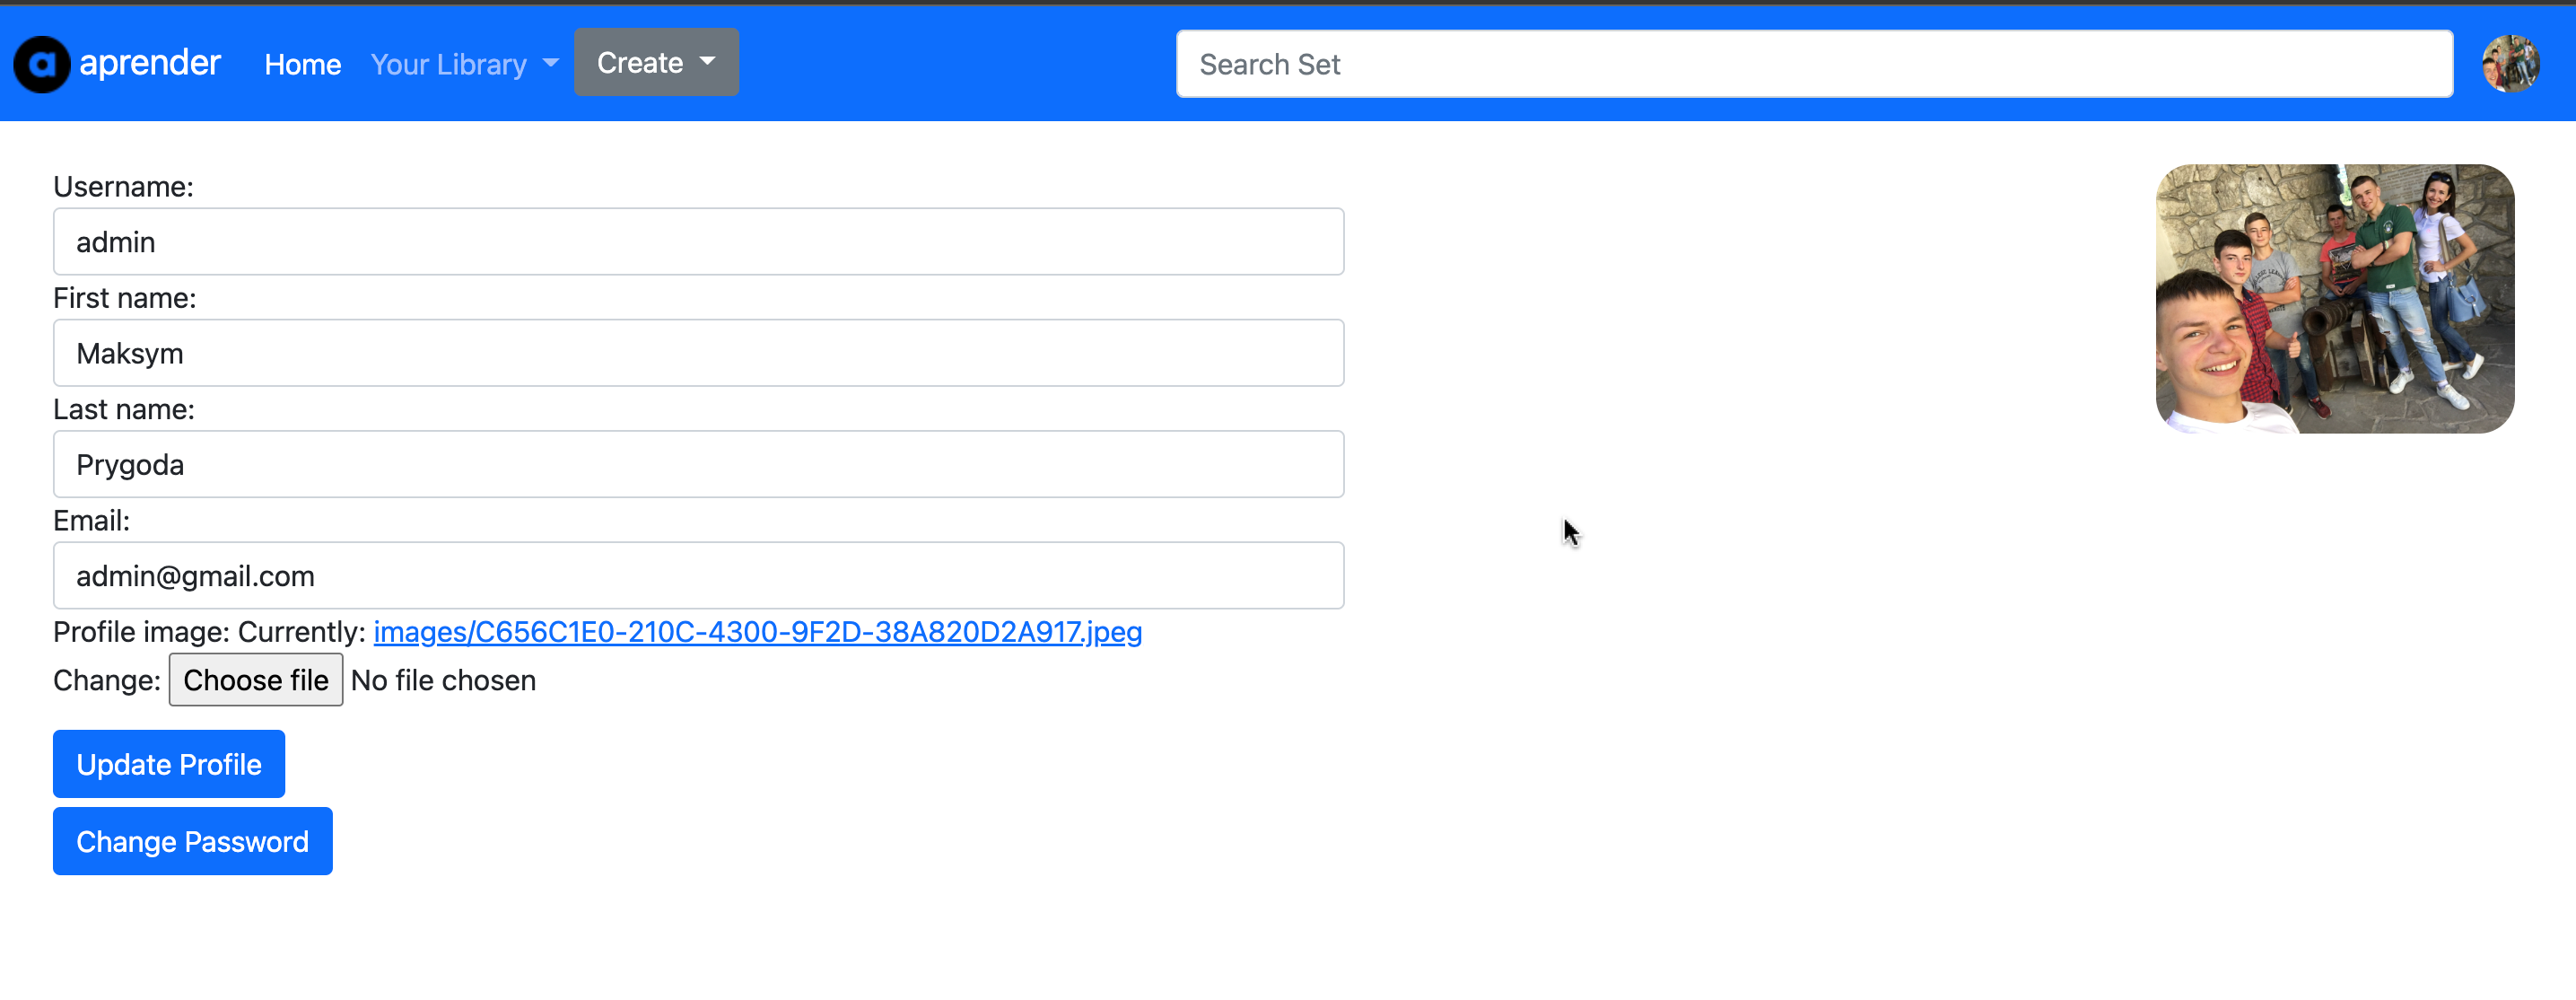 a aprender Home Your Library Create Search Set
Username:
admin
First name:
Maksym
Last name:
Prygoda
Email:
admin@gmail.com
Profile image: Currently: images/C656C1E0-210C-4300-9F2D-38A820D2A917.jpeg
Change: Choose file No file chosen
Update Profile
Change Password